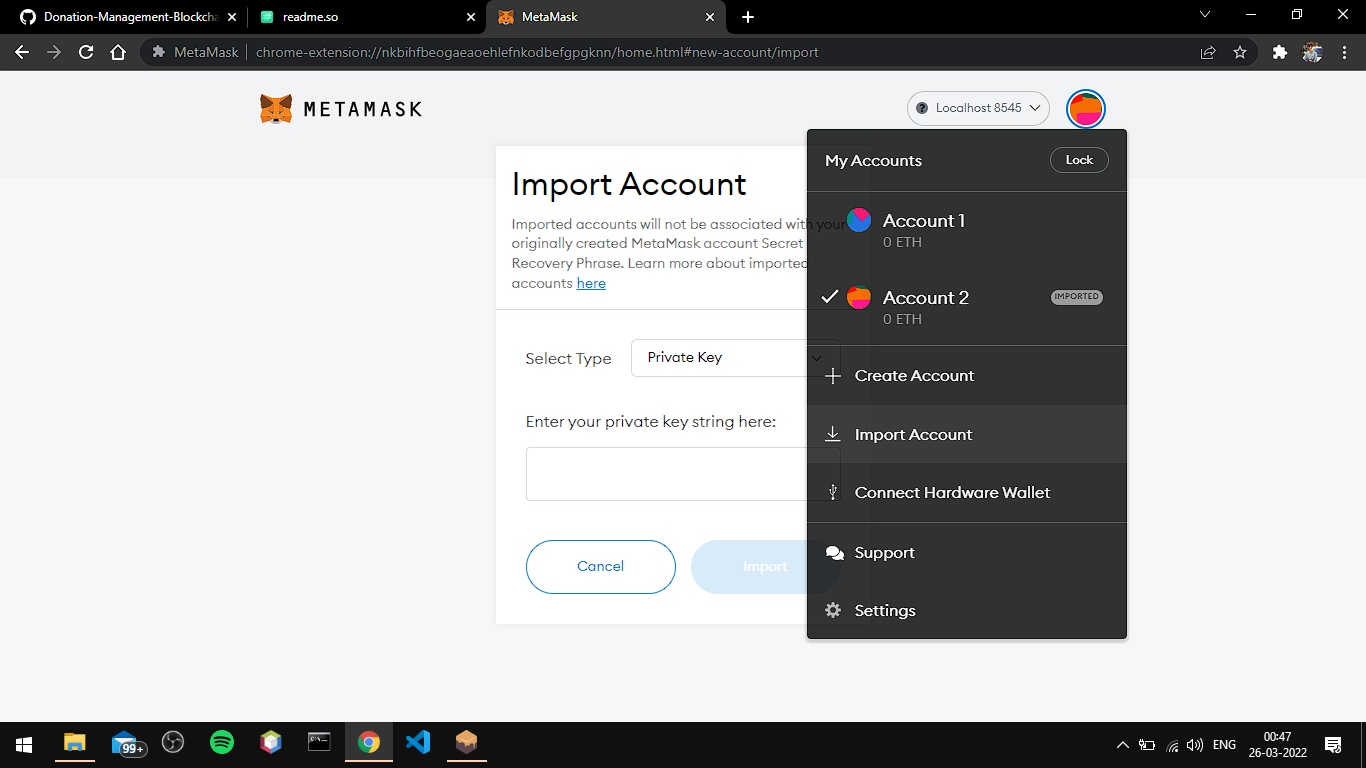 Donation-Management-Blockcha
readme.so
MetaMask
MetaMask
chrome-extension://nkbihfbeogaeaoehlefnkodbefgpgknn/home.html#new-account/import
METAMASK
Localhost 8545
My Accounts
Lock
Account 1
0 ETH
Account 2
IMPORTED
0 ETH
Create Account
Import Account
Connect Hardware Wallet
Support
Settings
Import Account
Imported accounts will not be associated with your
originally created MetaMask account Secret
Recovery Phrase. Learn more about imported
accounts here
Select Type
Private Key
Enter your private key string here:
Cancel
Import
99+
ENG
00:47
26-03-2022